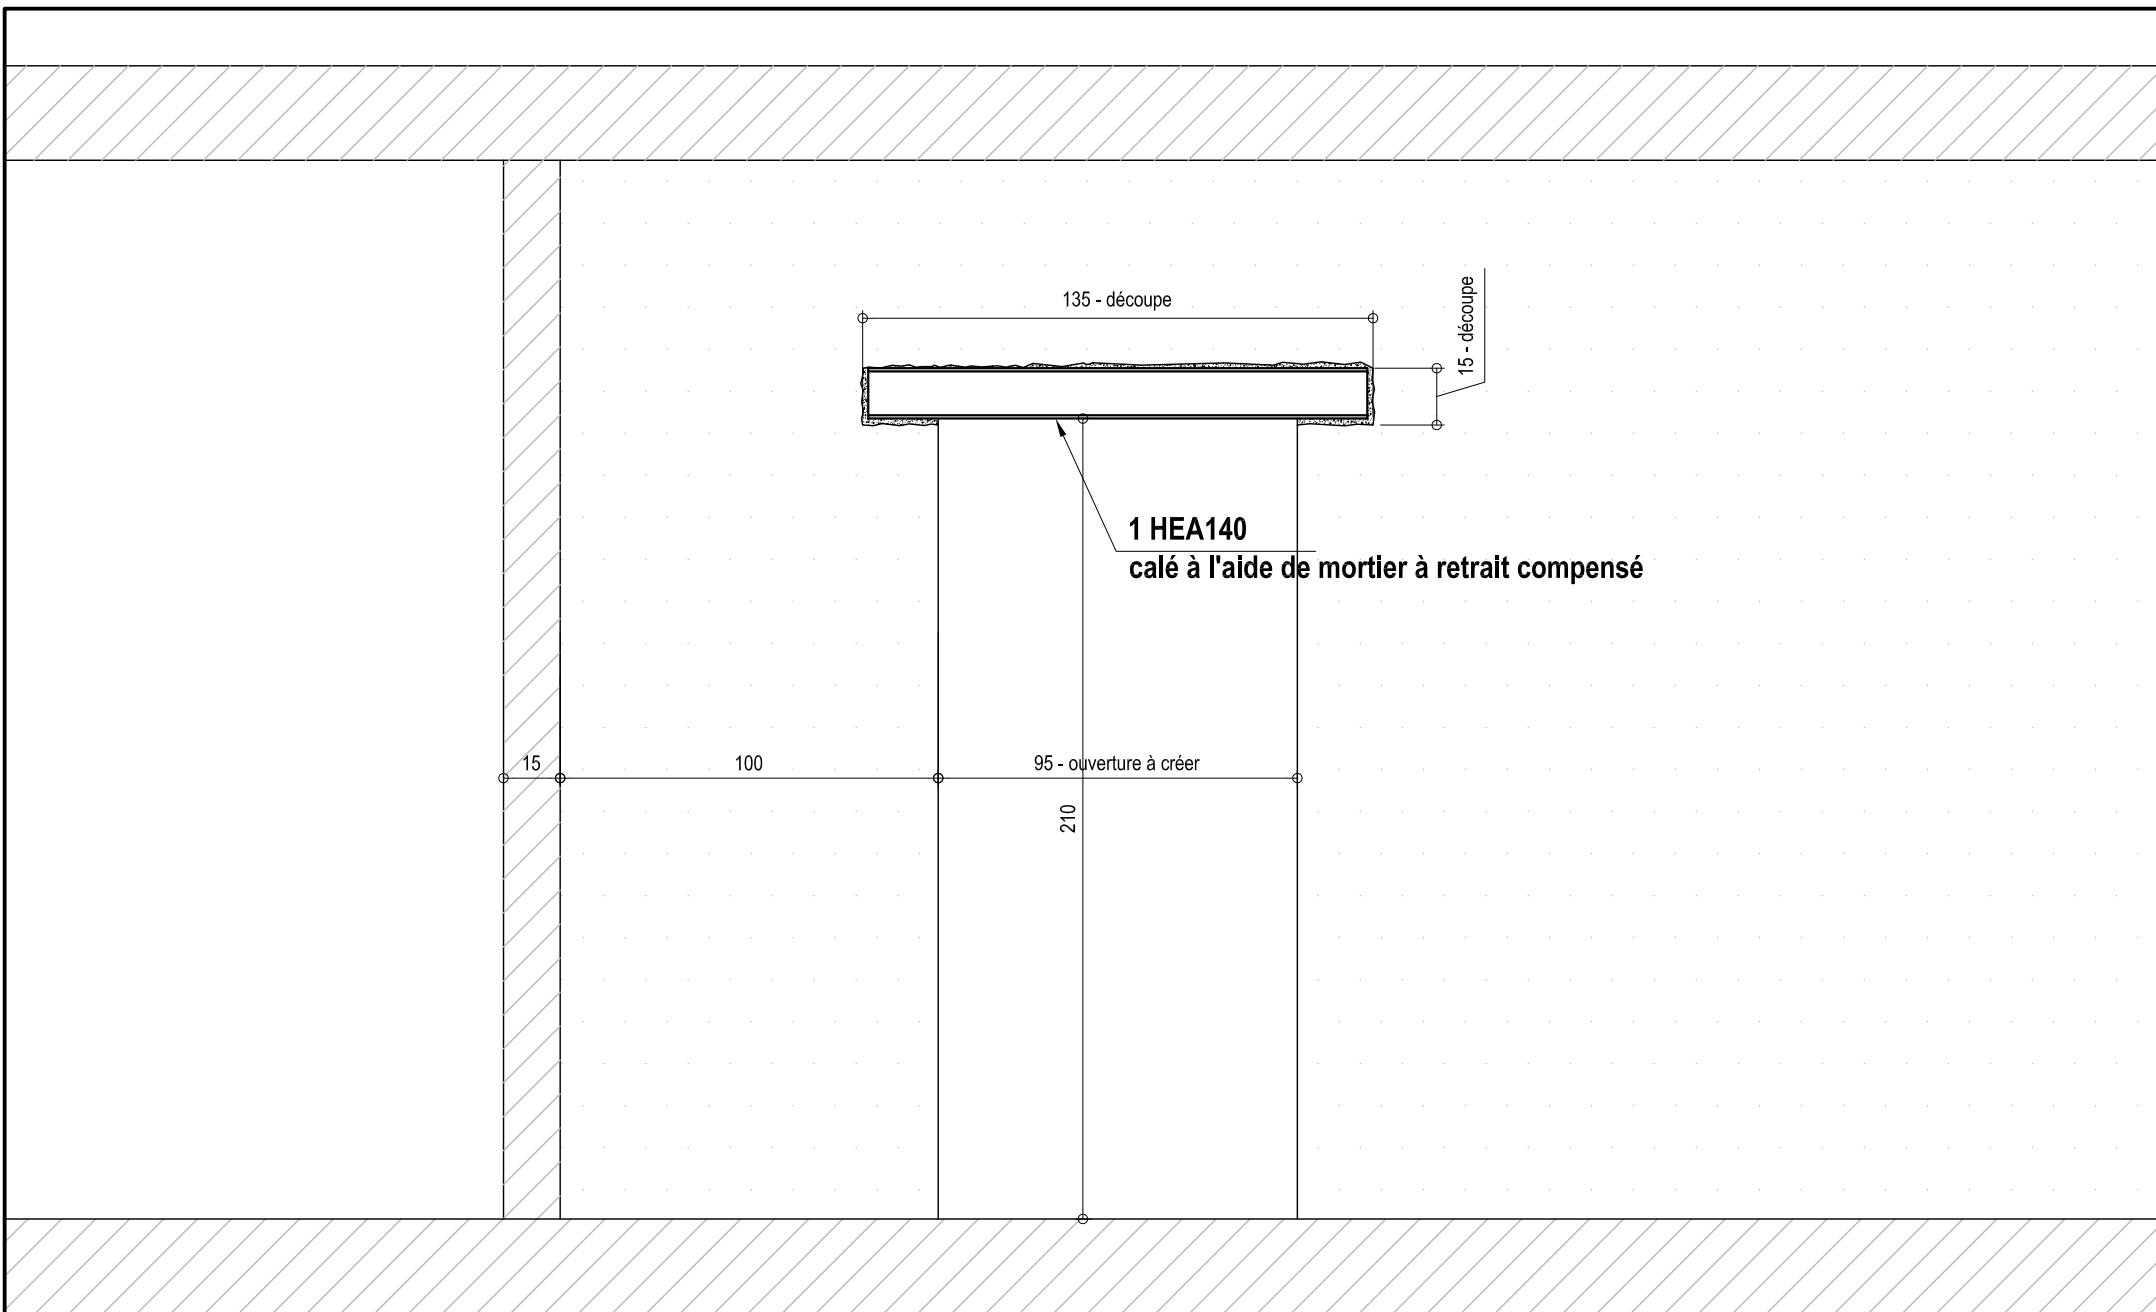 135 - découpe
15 - découpe
1 HEA140
calé à l'aide de mortier à retrait compensé
15
100
95 - ouverture à créer
210